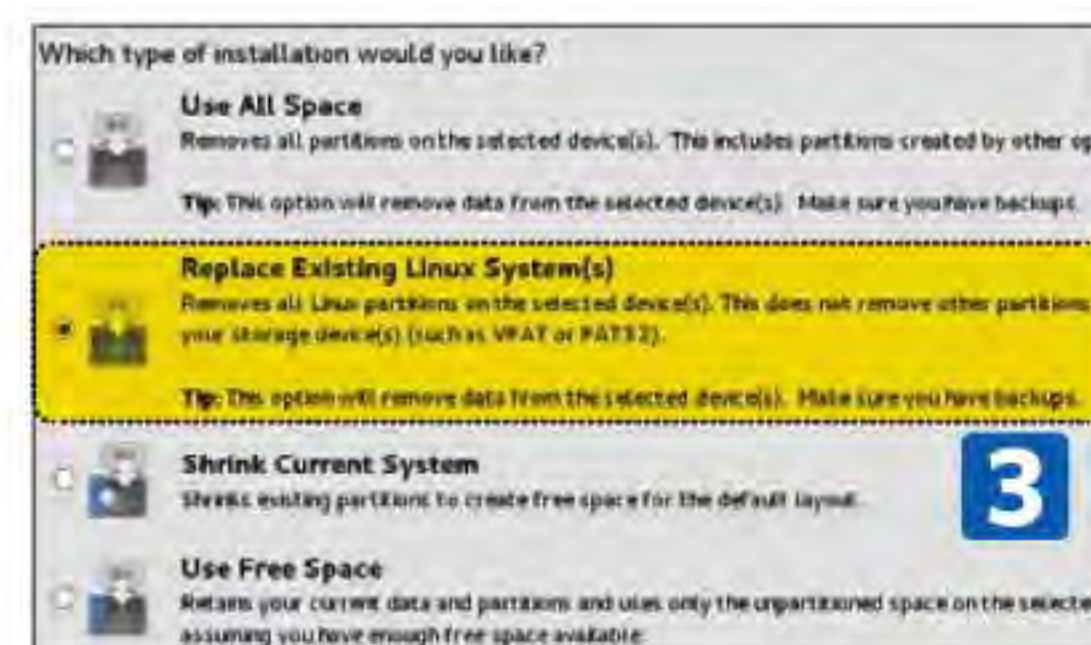 Which type of installation would you like?
Use All Space
Removes all partitions on the selected device(s). This includes partitions created by other op
Tip: This option will remove data from the selected device(s). Make sure you have backups.
Replace Existing Linux System(s)
Removes all Linux partitions on the selected device(s). This does not remove other partitions
your storage device(s) (such as VFAT or FAT32).
Tip: This option will remove data from the selected device(s). Make sure you have backups.
Shrink Current System
Shrinks existing partitions to create free space for the default layout.
3
Use Free Space
Retains your current data and partitions and uses only the unpartitioned space on the selecte
assuming you have enough free space available.